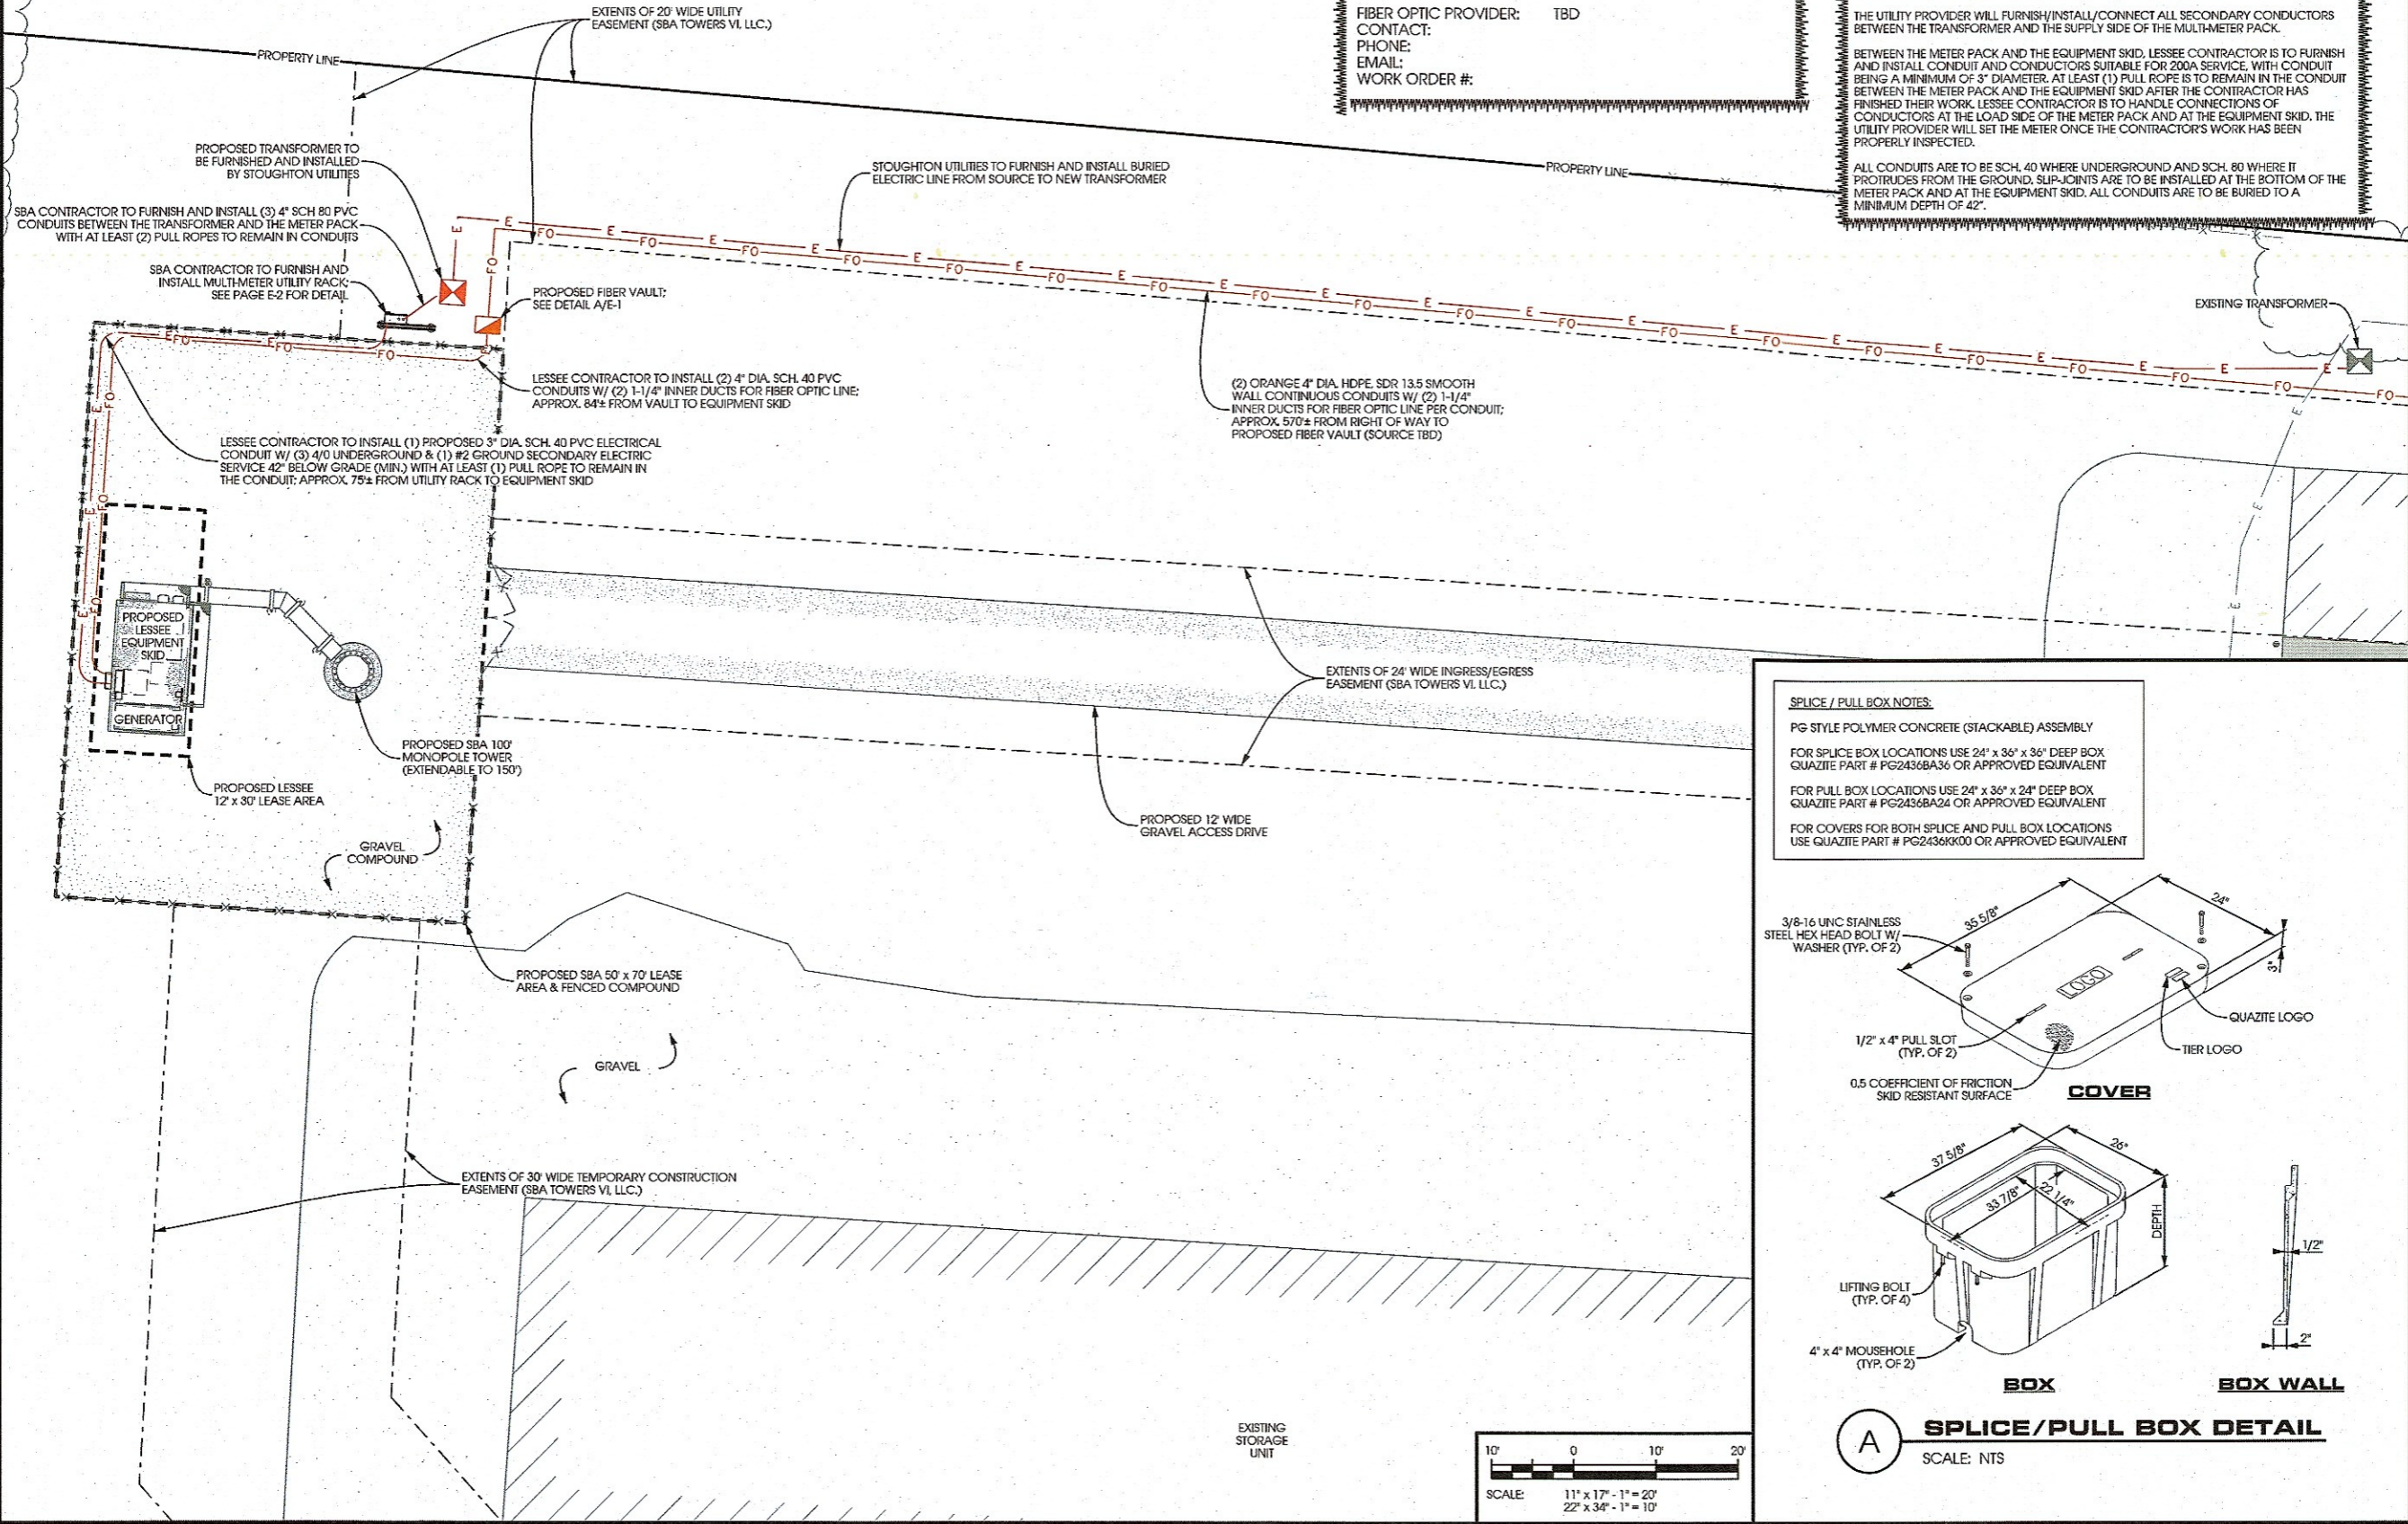 EXTENTS OF 20' WIDE UTILITY
EASEMENT (SBA TOWERS VI, LLC.)
FIBER OPTIC PROVIDER: TBD
CONTACT:
PHONE:
EMAIL:
WORK ORDER #:
THE UTILITY PROVIDER WILL FURNISH/INSTALL/CONNECT ALL SECONDARY CONDUCTORS
BETWEEN THE TRANSFORMER AND THE SUPPLY SIDE OF THE MULTI-METER PACK.
BETWEEN THE METER PACK AND THE EQUIPMENT SKID, LESSEE CONTRACTOR IS TO FURNISH
AND INSTALL CONDUIT AND CONDUCTORS SUITABLE FOR 200A SERVICE, WITH CONDUIT
BEING A MINIMUM OF 3" DIAMETER. AT LEAST (1) PULL ROPE IS TO REMAIN IN THE CONDUIT
BETWEEN THE METER PACK AND THE EQUIPMENT SKID AFTER THE CONTRACTOR HAS
FINISHED THEIR WORK. LESSEE CONTRACTOR IS TO HANDLE CONNECTIONS OF
CONDUCTORS AT THE LOAD SIDE OF THE METER PACK AND AT THE EQUIPMENT SKID. THE
UTILITY PROVIDER WILL SET THE METER ONCE THE CONTRACTOR'S WORK HAS BEEN
PROPERLY INSPECTED.
ALL CONDUITS ARE TO BE SCH. 40 WHERE UNDERGROUND AND SCH. 80 WHERE IT
PROTRUDES FROM THE GROUND. SLIP-JOINTS ARE TO BE INSTALLED AT THE BOTTOM OF THE
METER PACK AND AT THE EQUIPMENT SKID. ALL CONDUITS ARE TO BE BURIED TO A
MINIMUM DEPTH OF 42".
PROPERTY LINE
PROPERTY LINE
PROPOSED TRANSFORMER TO
BE FURNISHED AND INSTALLED
BY STOUGHTON UTILITIES
STOUGHTON UTILITIES TO FURNISH AND INSTALL BURIED
ELECTRIC LINE FROM SOURCE TO NEW TRANSFORMER
SBA CONTRACTOR TO FURNISH AND INSTALL (3) 4" SCH 80 PVC
CONDUITS BETWEEN THE TRANSFORMER AND THE METER PACK
WITH AT LEAST (2) PULL ROPES TO REMAIN IN CONDUITS
SBA CONTRACTOR TO FURNISH AND
INSTALL MULTI-METER UTILITY RACK;
SEE PAGE E-2 FOR DETAIL
PROPOSED FIBER VAULT;
SEE DETAIL A/E-1
EXISTING TRANSFORMER
E E E E E E E E E E E E E E E E E E E E
FO FO FO FO FO FO FO FO FO FO FO FO FO FO FO FO FO FO FO FO
EFO EFO FO
LESSEE CONTRACTOR TO INSTALL (2) 4" DIA. SCH. 40 PVC
CONDUITS W/ (2) 1-1/4" INNER DUCTS FOR FIBER OPTIC LINE;
APPROX. 84'± FROM VAULT TO EQUIPMENT SKID
(2) ORANGE 4" DIA. HDPE, SDR 13.5 SMOOTH
WALL CONTINUOUS CONDUITS W/ (2) 1-1/4"
INNER DUCTS FOR FIBER OPTIC LINE PER CONDUIT;
APPROX. 570'± FROM RIGHT OF WAY TO
PROPOSED FIBER VAULT (SOURCE TBD)
LESSEE CONTRACTOR TO INSTALL (1) PROPOSED 3" DIA. SCH. 40 PVC ELECTRICAL
CONDUIT W/ (3) 4/0 UNDERGROUND & (1) #2 GROUND SECONDARY ELECTRIC
SERVICE 42" BELOW GRADE (MIN.) WITH AT LEAST (1) PULL ROPE TO REMAIN IN
THE CONDUIT; APPROX. 75'± FROM UTILITY RACK TO EQUIPMENT SKID
E FO
E FO
E FO
E
E
PROPOSED
LESSEE
EQUIPMENT
SKID
GENERATOR
PROPOSED SBA 100'
MONOPOLE TOWER
(EXTENDABLE TO 150')
PROPOSED LESSEE
12' x 30' LEASE AREA
GRAVEL
COMPOUND
EXTENTS OF 24' WIDE INGRESS/EGRESS
EASEMENT (SBA TOWERS VI, LLC.)
PROPOSED 12' WIDE
GRAVEL ACCESS DRIVE
PROPOSED SBA 50' x 70' LEASE
AREA & FENCED COMPOUND
GRAVEL
EXTENTS OF 30' WIDE TEMPORARY CONSTRUCTION
EASEMENT (SBA TOWERS VI, LLC.)
EXISTING
STORAGE
UNIT
10' 0 10' 20'
SCALE: 11" x 17" - 1" = 20'
22" x 34" - 1" = 10'
SPLICE / PULL BOX NOTES:
PG STYLE POLYMER CONCRETE (STACKABLE) ASSEMBLY
FOR SPLICE BOX LOCATIONS USE 24" x 36" x 36" DEEP BOX
QUAZITE PART # PG2436BA36 OR APPROVED EQUIVALENT
FOR PULL BOX LOCATIONS USE 24" x 36" x 24" DEEP BOX
QUAZITE PART # PG2436BA24 OR APPROVED EQUIVALENT
FOR COVERS FOR BOTH SPLICE AND PULL BOX LOCATIONS
USE QUAZITE PART # PG2436KK00 OR APPROVED EQUIVALENT
35 5/8"
24"
3"
3/8-16 UNC STAINLESS
STEEL HEX HEAD BOLT W/
WASHER (TYP. OF 2)
LOGO
QUAZITE LOGO
TIER LOGO
1/2" x 4" PULL SLOT
(TYP. OF 2)
0.5 COEFFICIENT OF FRICTION
SKID RESISTANT SURFACE
COVER
37 5/8"
26"
33 7/8"
22 1/4"
DEPTH
1/2"
2"
LIFTING BOLT
(TYP. OF 4)
4" x 4" MOUSEHOLE
(TYP. OF 2)
BOX
BOX WALL
A
SPLICE/PULL BOX DETAIL
SCALE: NTS